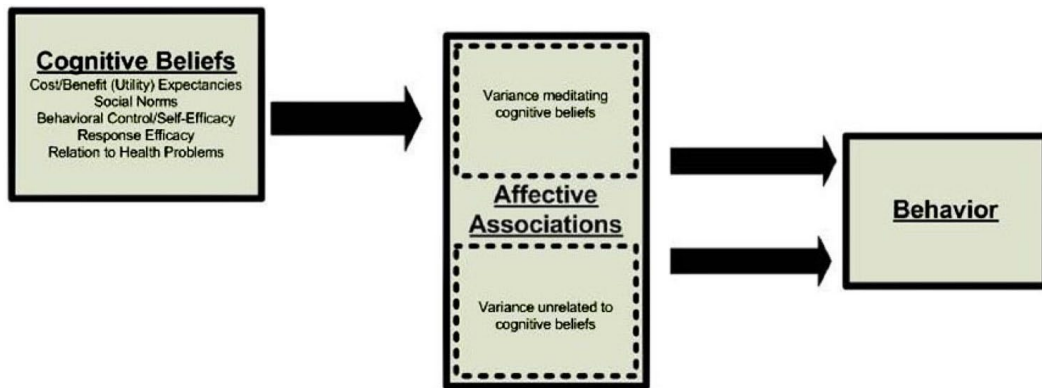 Cognitive Beliefs
Cost/Benefit (Utility) Expectancies
Social Norms
Behavioral Control/Self-Efficacy
Response Efficacy
Relation to Health Problems
Variance meditating
cognitive beliefs
Affective
Associations
Variance unrelated to
cognitive beliefs
Behavior